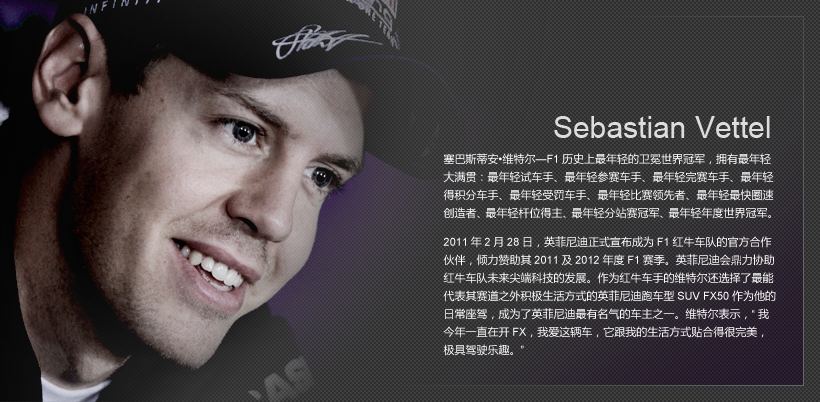 INFINITI
Sebastian Vettel
塞巴斯蒂安•维特尔—F1 历史上最年轻的卫冕世界冠军，拥有最年轻
大满贯：最年轻试车手、最年轻参赛车手、最年轻完赛车手、最年轻
得积分车手、最年轻受罚车手、最年轻比赛领先者、最年轻最快圈速
创造者、最年轻杆位得主、最年轻分站赛冠军、最年轻年度世界冠军。
2011 年 2 月 28 日，英菲尼迪正式宣布成为 F1 红牛车队的官方合作
伙伴，倾力赞助其 2011 及 2012 年度 F1 赛季。英菲尼迪会鼎力协助
红牛车队未来尖端科技的发展。作为红牛车手的维特尔还选择了最能
代表其赛道之外积极生活方式的英菲尼迪跑车型 SUV FX50 作为他的
日常座驾，成为了英菲尼迪最有名气的车主之一。维特尔表示，“ 我
今年一直在开 FX，我爱这辆车，它跟我的生活方式贴合得很完美，
极具驾驶乐趣。”